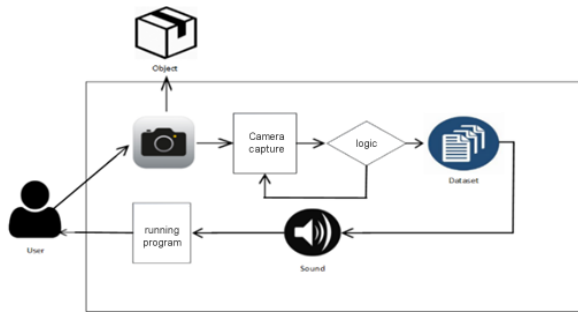 Object
Camera
capture
logic
Dataset
running
program
User
Sound